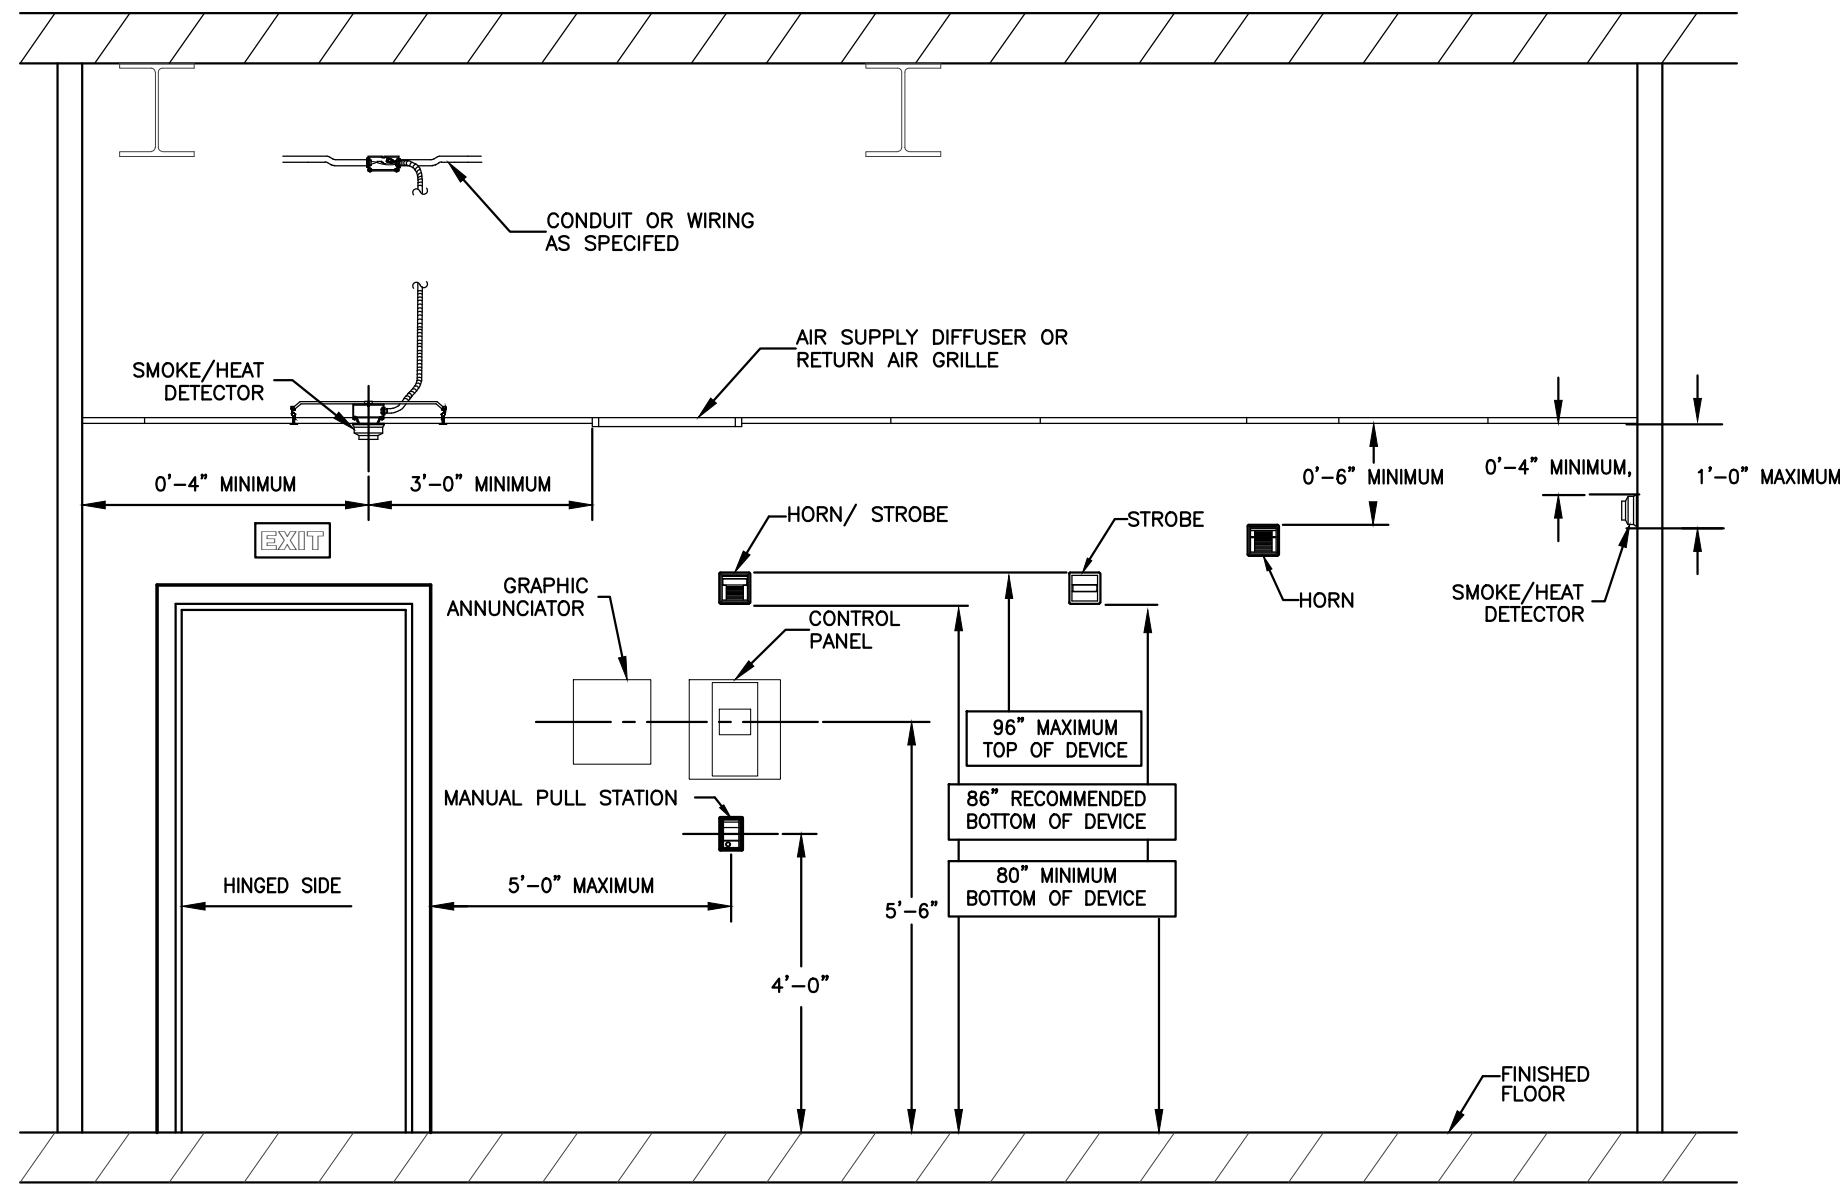 CONDUIT OR WIRING
AS SPECIFED
AIR SUPPLY DIFFUSER OR
RETURN AIR GRILLE
SMOKE/HEAT
DETECTOR
0'-4" MINIMUM
3'-0" MINIMUM
0'-6" MINIMUM
0'-4" MINIMUM,
1'-0" MAXIMUM
EXIT
HORN/ STROBE
STROBE
HORN
SMOKE/HEAT
DETECTOR
GRAPHIC
ANNUNCIATOR
CONTROL
PANEL
96" MAXIMUM
TOP OF DEVICE
86" RECOMMENDED
BOTTOM OF DEVICE
80" MINIMUM
BOTTOM OF DEVICE
MANUAL PULL STATION
HINGED SIDE
5'-0" MAXIMUM
5'-6"
4'-0"
FINISHED
FLOOR